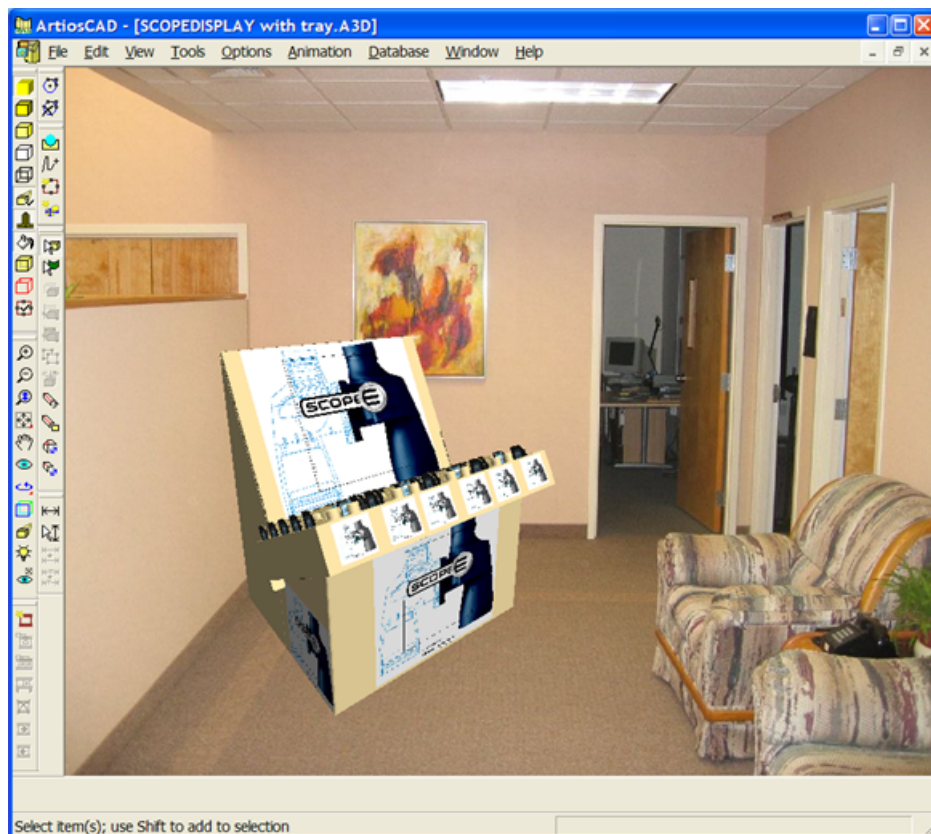 ArtiosCAD - [SCOPEDISPLAY with tray.A3D]
File Edit View Tools Options Animation Database Window Help
SCOPE
SCOPE
Select item(s); use Shift to add to selection